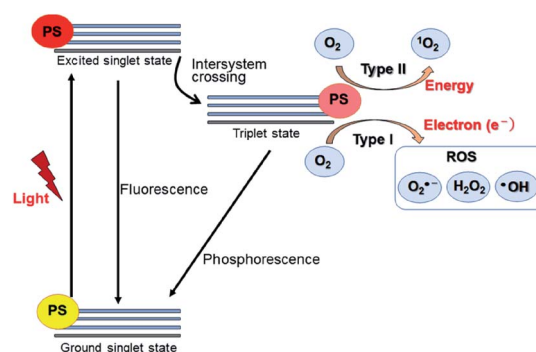 PS
Excited singlet state
Intersystem
crossing
O₂
¹O₂
Type II
Energy
PS
Triplet state
Electron (e⁻)
Type I
O₂
ROS
O₂•⁻
H₂O₂
•OH
Light
Fluorescence
Phosphorescence
PS
Ground singlet state